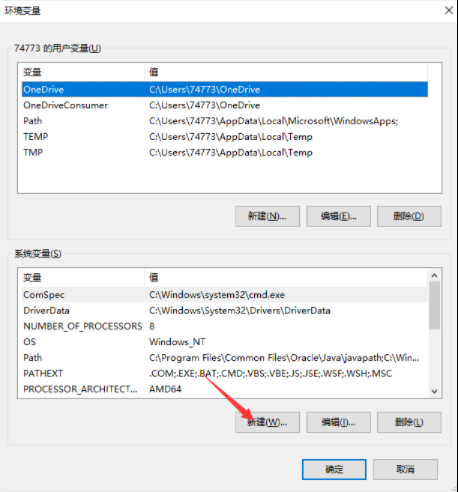 环境变量
74773 的用户变量(U)
变量 值
OneDrive C:\Users\74773\OneDrive
OneDriveConsumer C:\Users\74773\OneDrive
Path C:\Users\74773\AppData\Local\Microsoft\WindowsApps;
TEMP C:\Users\74773\AppData\Local\Temp
TMP C:\Users\74773\AppData\Local\Temp
新建(N)... 编辑(E)... 删除(D)
系统变量(S)
变量 值
ComSpec C:\Windows\system32\cmd.exe
DriverData C:\Windows\System32\Drivers\DriverData
NUMBER_OF_PROCESSORS 8
OS Windows_NT
Path C:\Program Files\Common Files\Oracle\Java\javapath;C:\Win...
PATHEXT .COM;.EXE;.BAT;.CMD;.VBS;.VBE;.JS;.JSE;.WSF;.WSH;.MSC
PROCESSOR_ARCHITECT... AMD64
新建(W)... 编辑(I)... 删除(L)
确定 取消